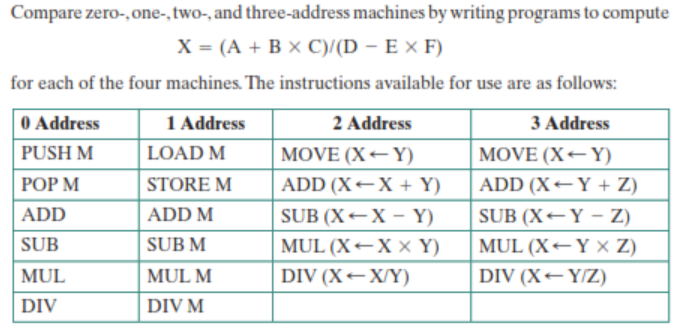 Compare zero-, one-, two-, and three-address machines by writing programs to compute
X = (A + B × C)/(D − E × F)
for each of the four machines. The instructions available for use are as follows:
0 Address 1 Address 2 Address 3 Address
PUSH M LOAD M MOVE (X←Y) MOVE (X←Y)
POP M STORE M ADD (X←X + Y) ADD (X←Y + Z)
ADD ADD M SUB (X←X − Y) SUB (X←Y − Z)
SUB SUB M MUL (X←X × Y) MUL (X←Y × Z)
MUL MUL M DIV (X←X/Y) DIV (X←Y/Z)
DIV DIV M